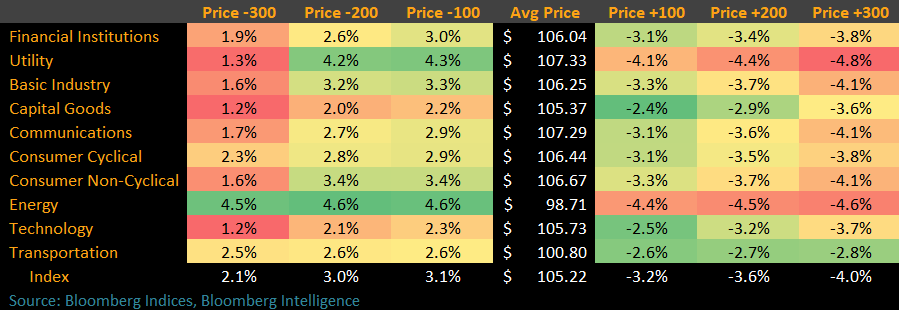 Price -300 Price -200 Price -100 Avg Price Price +100 Price +200 Price +300
Financial Institutions 1.9% 2.6% 3.0% $ 106.04 -3.1% -3.4% -3.8%
Utility 1.3% 4.2% 4.3% $ 107.33 -4.1% -4.4% -4.8%
Basic Industry 1.6% 3.2% 3.3% $ 106.25 -3.3% -3.7% -4.1%
Capital Goods 1.2% 2.0% 2.2% $ 105.37 -2.4% -2.9% -3.6%
Communications 1.7% 2.7% 2.9% $ 107.29 -3.1% -3.6% -4.1%
Consumer Cyclical 2.3% 2.8% 2.9% $ 106.44 -3.1% -3.5% -3.8%
Consumer Non-Cyclical 1.6% 3.4% 3.4% $ 106.67 -3.3% -3.7% -4.1%
Energy 4.5% 4.6% 4.6% $ 98.71 -4.4% -4.5% -4.6%
Technology 1.2% 2.1% 2.3% $ 105.73 -2.5% -3.2% -3.7%
Transportation 2.5% 2.6% 2.6% $ 100.80 -2.6% -2.7% -2.8%
Index 2.1% 3.0% 3.1% $ 105.22 -3.2% -3.6% -4.0%
Source: Bloomberg Indices, Bloomberg Intelligence